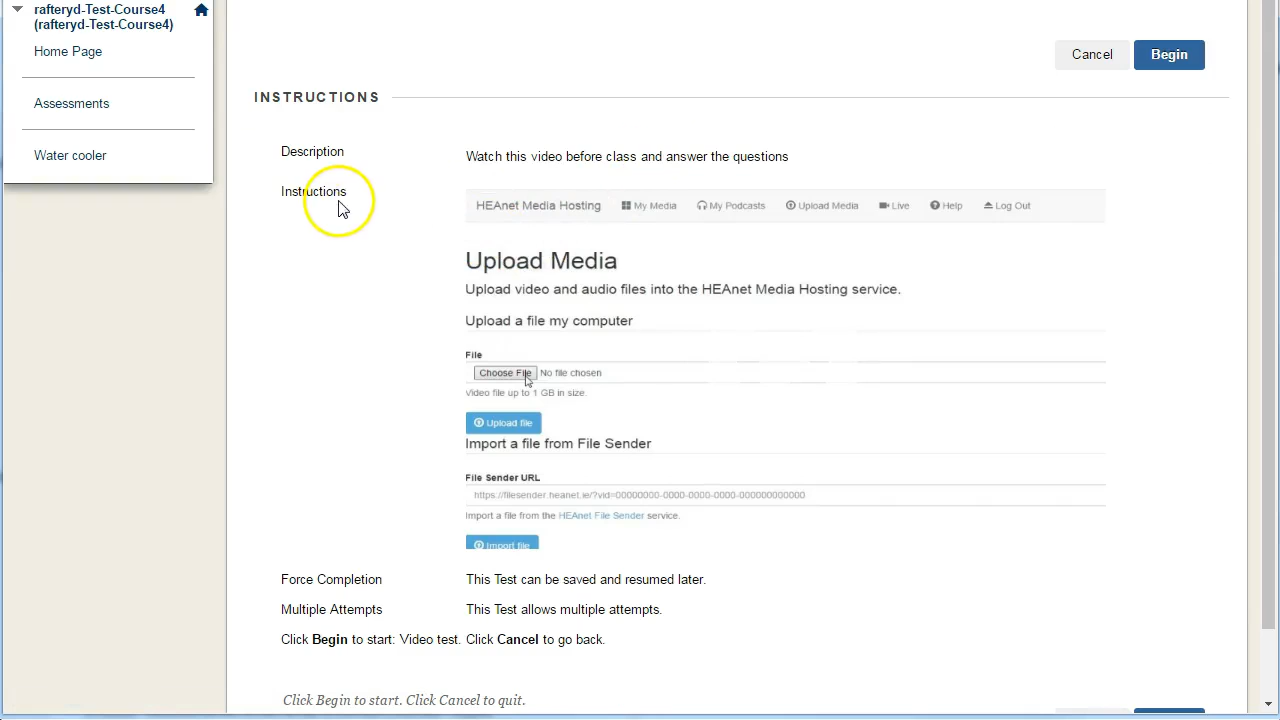 rafteryd-Test-Course4
(rafteryd-Test-Course4)
Home Page
Assessments
Water cooler
Cancel
Begin
INSTRUCTIONS
Description
Watch this video before class and answer the questions
Instructions
HEAnet Media Hosting My Media My Podcasts Upload Media Live Help Log Out
Upload Media
Upload video and audio files into the HEAnet Media Hosting service.
Upload a file my computer
File
Choose File No file chosen
Video file up to 1 GB in size.
Upload file
Import a file from File Sender
File Sender URL
https://filesender.heanet.ie/?vid=00000000-0000-0000-0000-000000000000
Import a file from the HEAnet File Sender service.
Import file
Force Completion
This Test can be saved and resumed later.
Multiple Attempts
This Test allows multiple attempts.
Click Begin to start: Video test. Click Cancel to go back.
Click Begin to start. Click Cancel to quit.